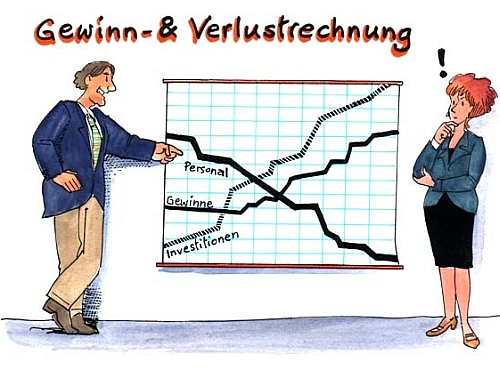 Gewinn- & Verlustrechnung
!
Personal
Gewinne
Investitionen